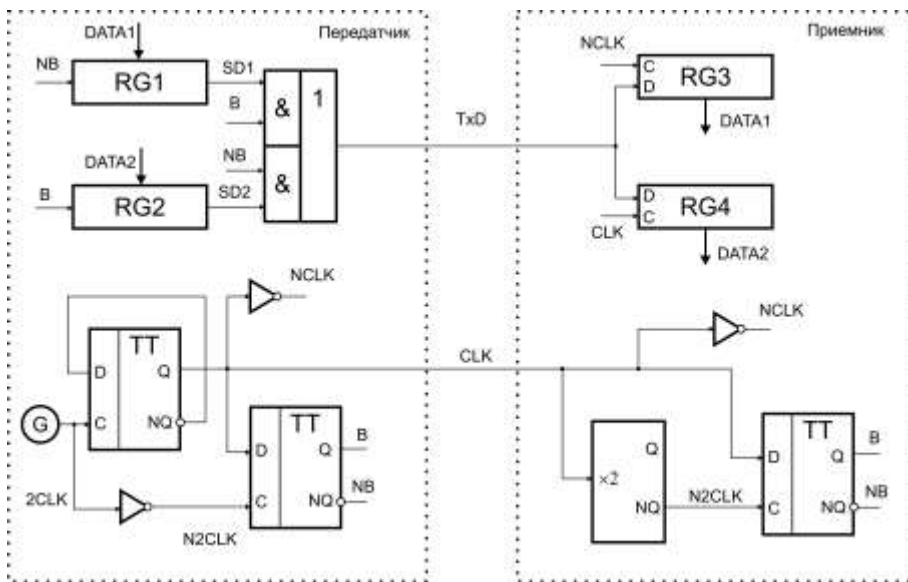 Передатчик
DATA1
NB
RG1
SD1
B
&
1
NB
&
SD2
DATA2
B
RG2
TxD
Приемник
NCLK
C
D
RG3
DATA1
D
C
RG4
CLK
DATA2
NCLK
TT
D
Q
C
NQ
G
2CLK
N2CLK
TT
D
Q
B
C
NQ
NB
CLK
NCLK
×2
Q
NQ
N2CLK
TT
D
Q
B
C
NQ
NB